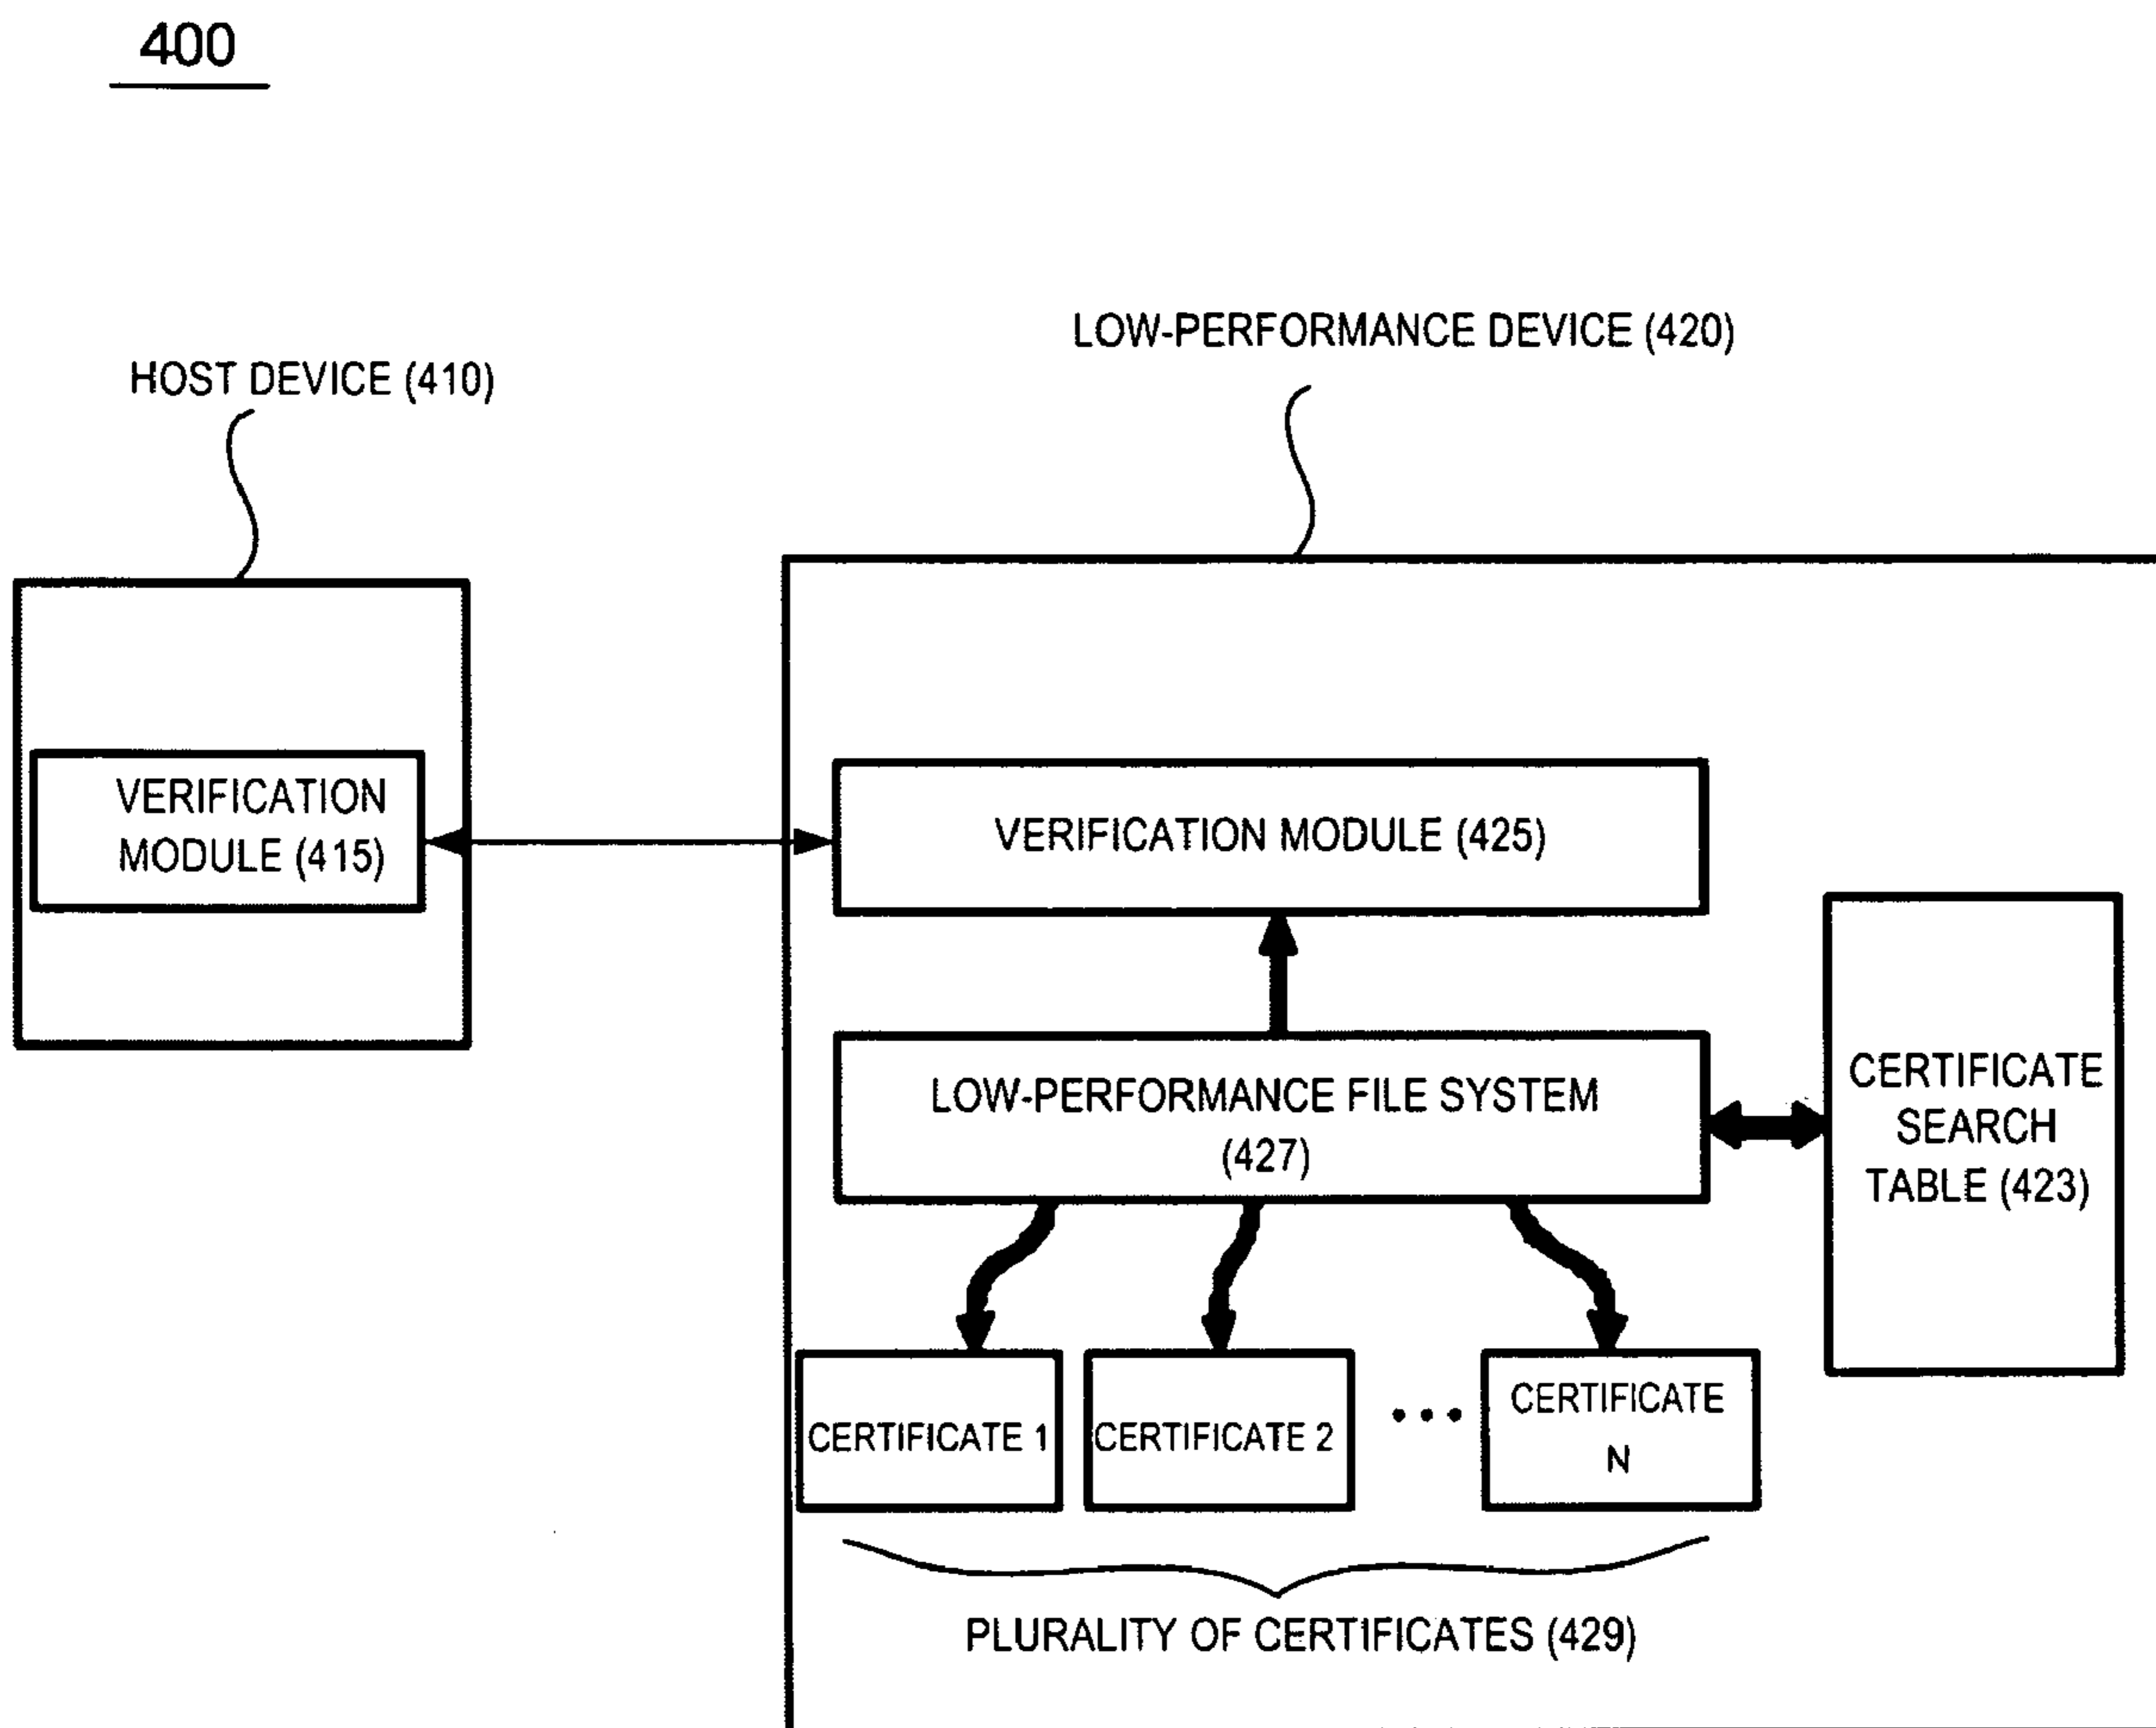 400
LOW-PERFORMANCE DEVICE (420)
HOST DEVICE (410)
VERIFICATION
MODULE (415)
VERIFICATION MODULE (425)
LOW-PERFORMANCE FILE SYSTEM
(427)
CERTIFICATE
SEARCH
TABLE (423)
CERTIFICATE 1
CERTIFICATE 2
•••
CERTIFICATE
N
PLURALITY OF CERTIFICATES (429)